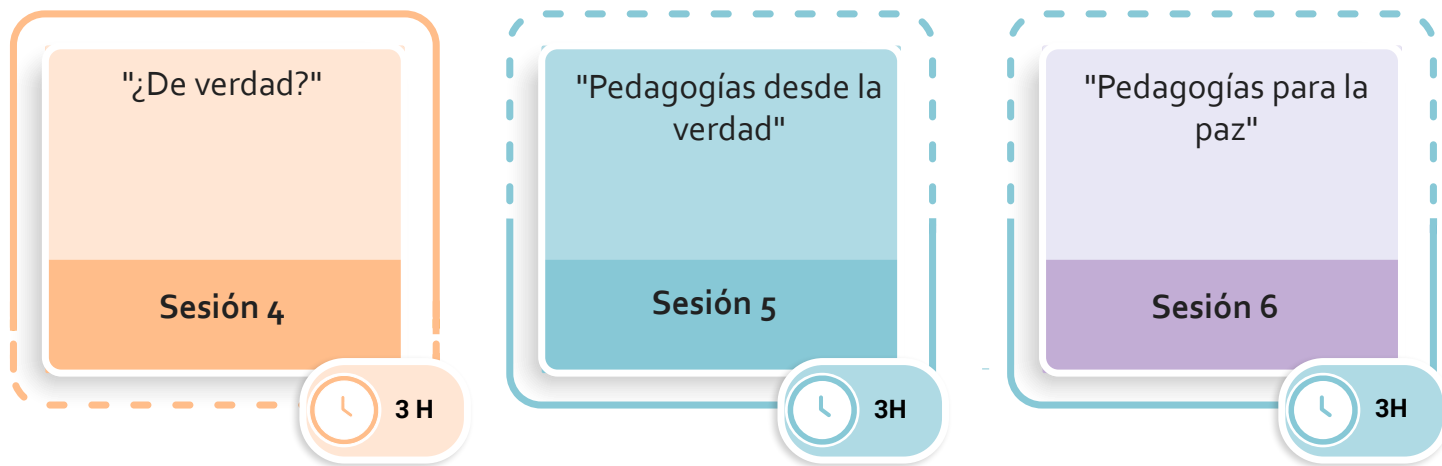 "¿De verdad?"
Sesión 4
3 H
"Pedagogías desde la
verdad"
Sesión 5
3H
"Pedagogías para la
paz"
Sesión 6
3H